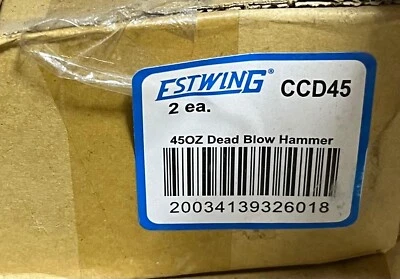 ESTWING® CCD45
2 ea.
45OZ Dead Blow Hammer
20034139326018